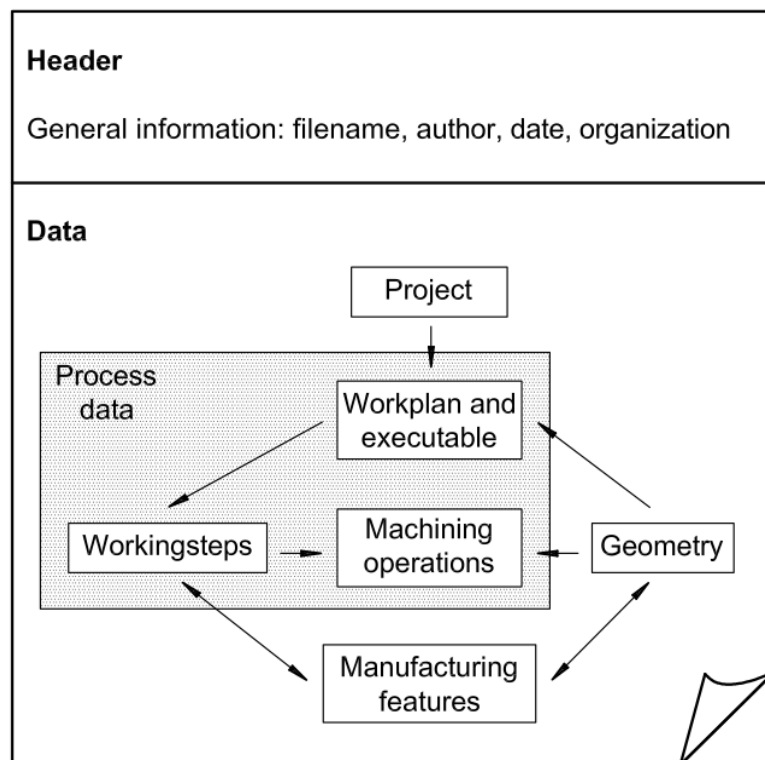 Header
General information: filename, author, date, organization
Data
Project
Process
data
Workplan and
executable
Workingsteps
Machining
operations
Geometry
Manufacturing
features